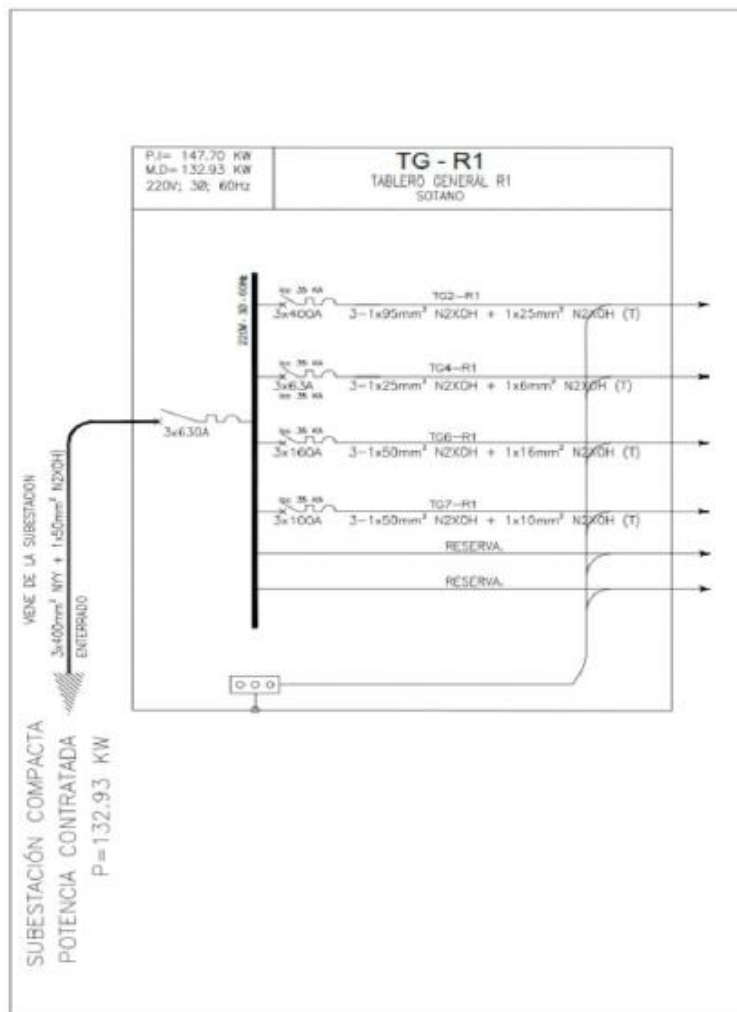 P.I= 147.70 KW
M.D= 132.93 KW
220V; 3Ø; 60Hz
TG - R1
TABLERO GENERAL R1
SOTANO
220V - 3Ø - 60Hz
Icc 35 KA
3x400A
TG2-R1
3-1x95mm² N2XOH + 1x25mm² N2XOH (T)
Icc 35 KA
3x63A
TG4-R1
3-1x25mm² N2XOH + 1x6mm² N2XOH (T)
Icc 35 KA
3x630A
Icc 35 KA
3x160A
TG6-R1
3-1x50mm² N2XOH + 1x16mm² N2XOH (T)
Icc 35 KA
3x100A
TG7-R1
3-1x50mm² N2XOH + 1x10mm² N2XOH (T)
RESERVA.
RESERVA.
VIENE DE LA SUBESTACION
3x400mm² NYY + 1x50mm² N2XOH)
ENTERRADO
SUBESTACIÓN COMPACTA
POTENCIA CONTRATADA
P=132.93 KW